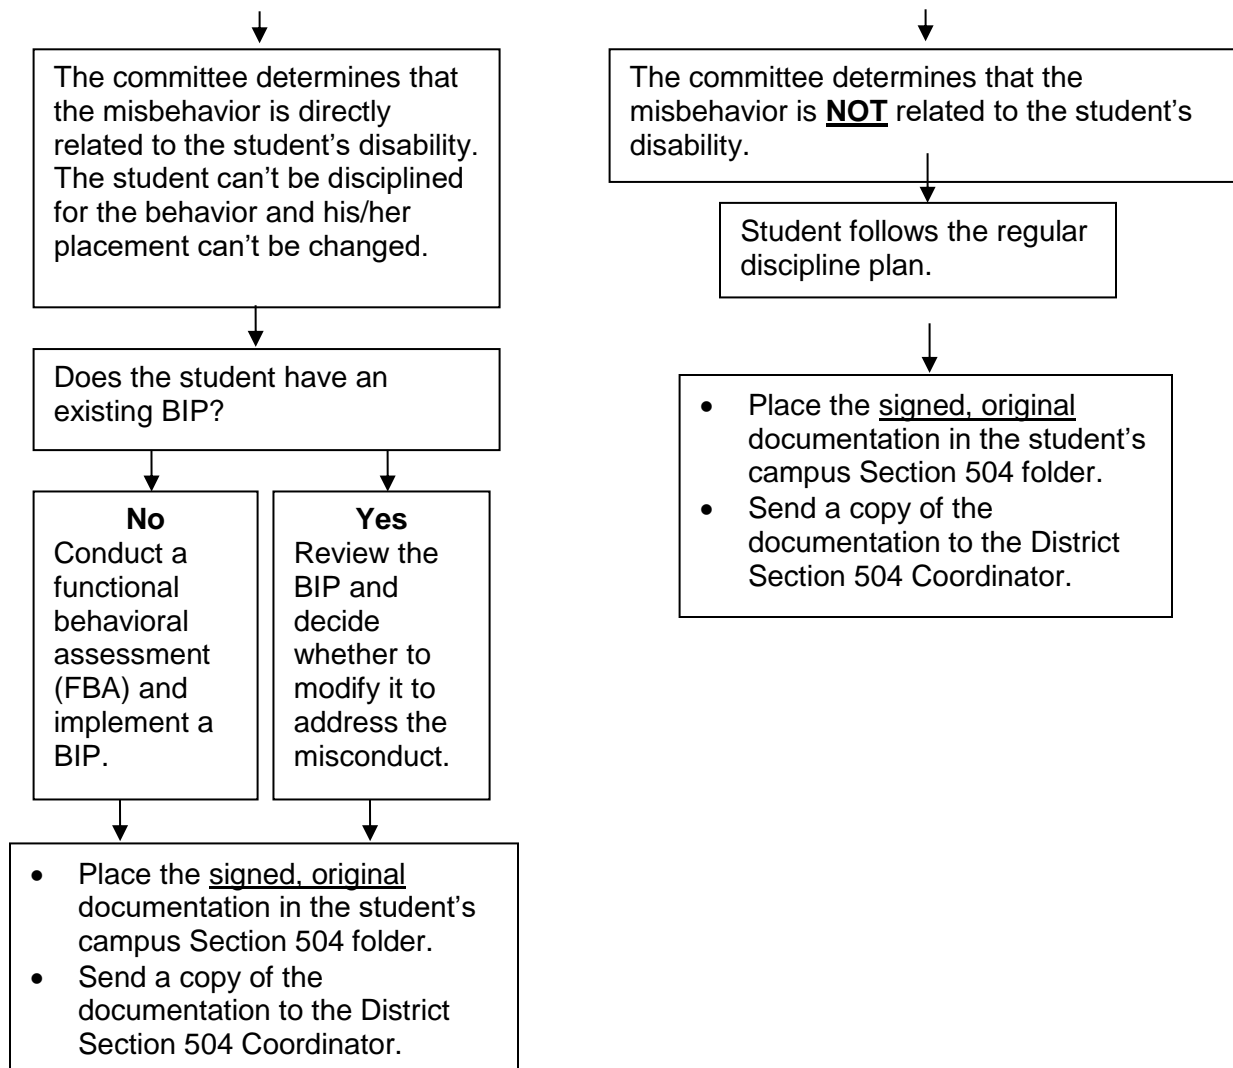 The committee determines that
the misbehavior is directly
related to the student's disability.
The student can't be disciplined
for the behavior and his/her
placement can't be changed.
Does the student have an
existing BIP?
No
Conduct a
functional
behavioral
assessment
(FBA) and
implement a
BIP.
Yes
Review the
BIP and
decide
whether to
modify it to
address the
misconduct.
• Place the signed, original
documentation in the student's
campus Section 504 folder.
• Send a copy of the
documentation to the District
Section 504 Coordinator.
The committee determines that the
misbehavior is NOT related to the student's
disability.
Student follows the regular
discipline plan.
• Place the signed, original
documentation in the student's
campus Section 504 folder.
• Send a copy of the
documentation to the District
Section 504 Coordinator.